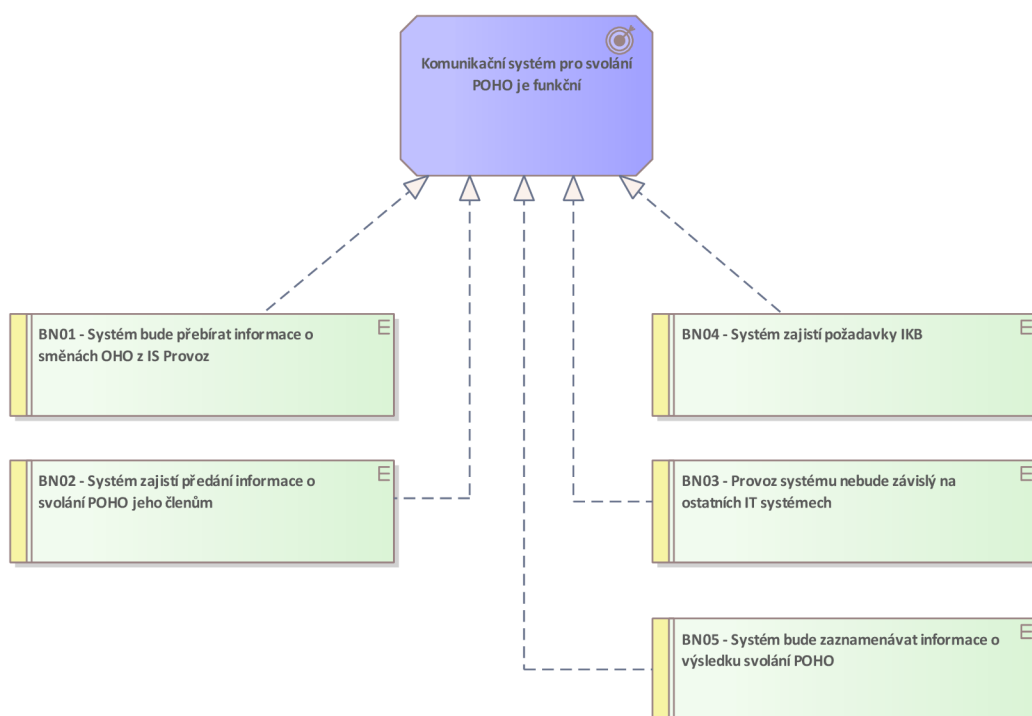 Komunikační systém pro svolání
POHO je funkční
BN01 - Systém bude přebírat informace o
směnách OHO z IS Provoz
BN04 - Systém zajistí požadavky IKB
BN02 - Systém zajistí předání informace o
svolání POHO jeho členům
BN03 - Provoz systému nebude závislý na
ostatních IT systémech
BN05 - Systém bude zaznamenávat informace o
výsledku svolání POHO